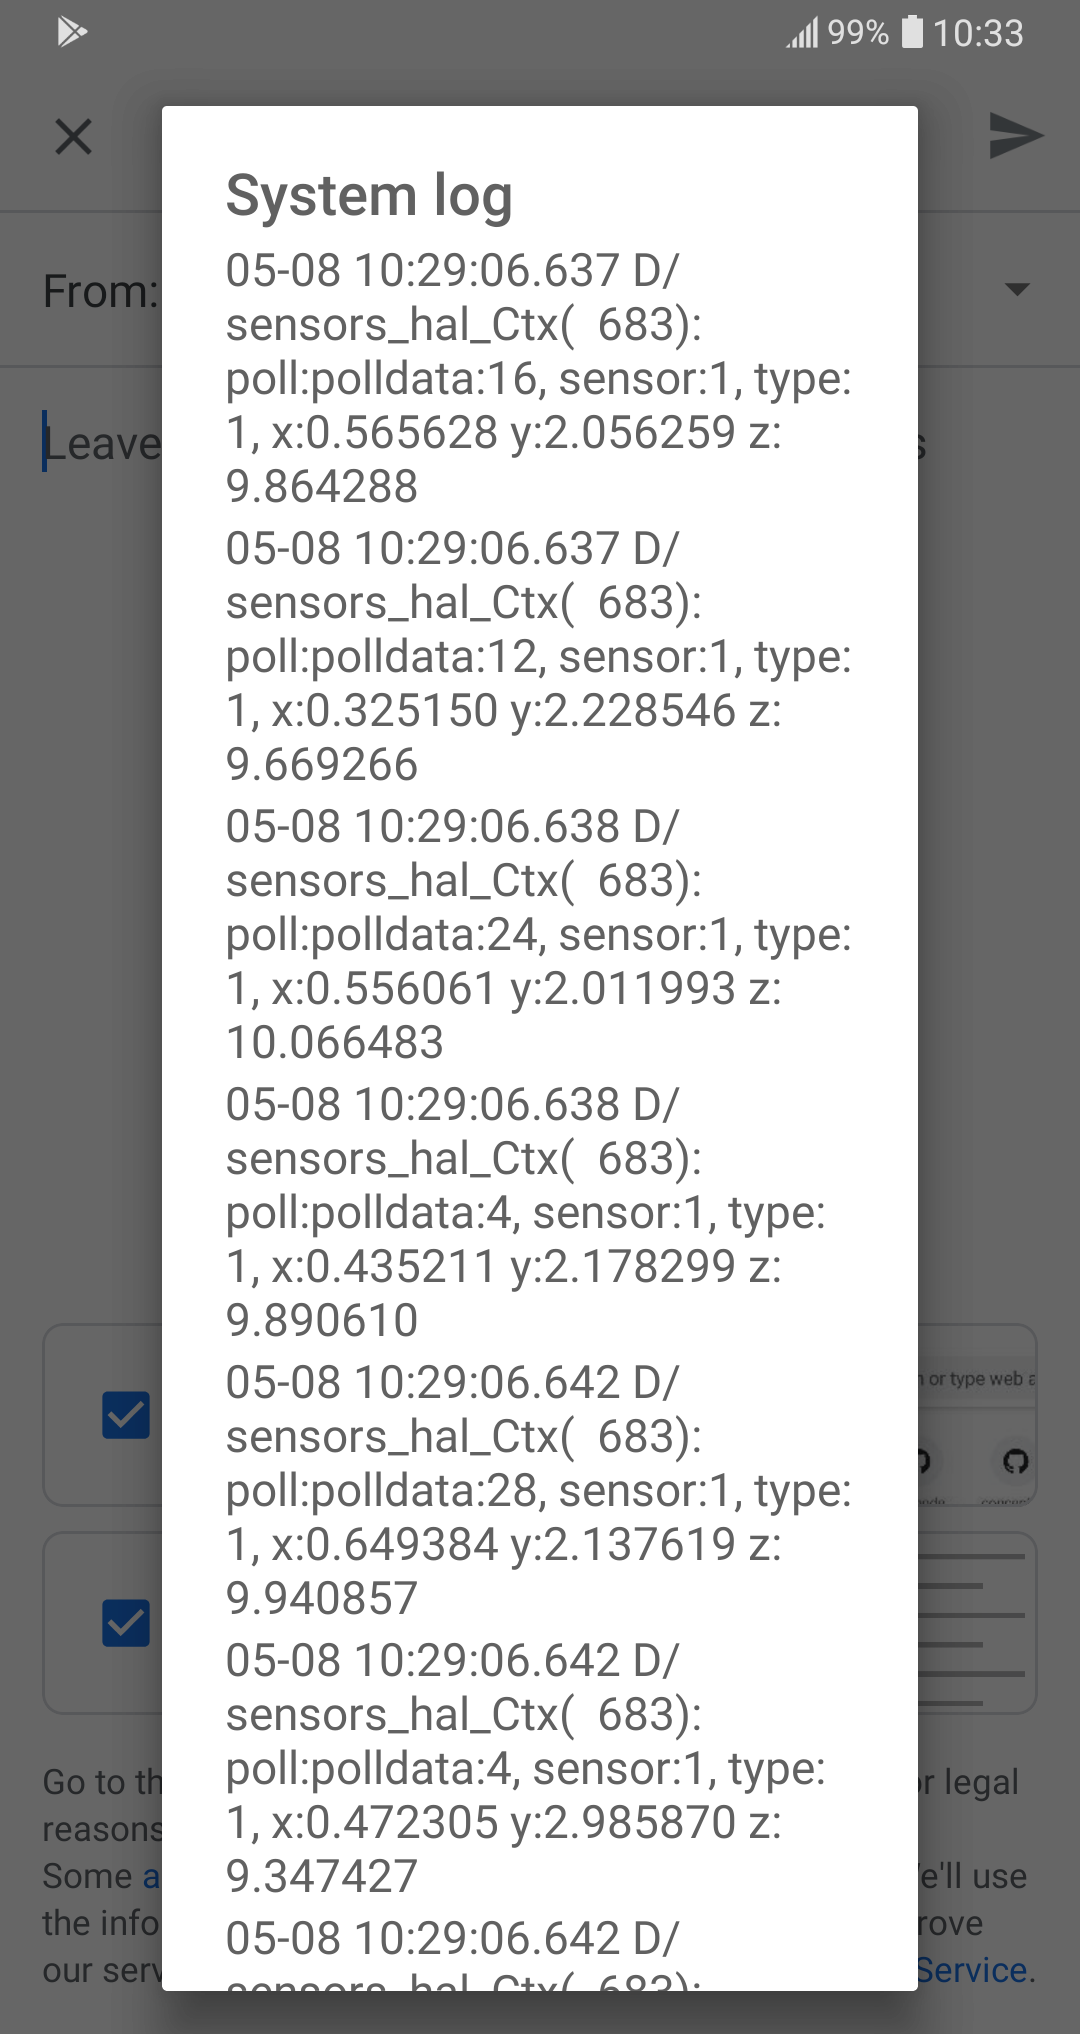 99% 10:33
System log
05-08 10:29:06.637 D/
sensors_hal_Ctx(  683):
poll:polldata:16, sensor:1, type:
1, x:0.565628 y:2.056259 z:
9.864288
05-08 10:29:06.637 D/
sensors_hal_Ctx(  683):
poll:polldata:12, sensor:1, type:
1, x:0.325150 y:2.228546 z:
9.669266
05-08 10:29:06.638 D/
sensors_hal_Ctx(  683):
poll:polldata:24, sensor:1, type:
1, x:0.556061 y:2.011993 z:
10.066483
05-08 10:29:06.638 D/
sensors_hal_Ctx(  683):
poll:polldata:4, sensor:1, type:
1, x:0.435211 y:2.178299 z:
9.890610
05-08 10:29:06.642 D/
sensors_hal_Ctx(  683):
poll:polldata:28, sensor:1, type:
1, x:0.649384 y:2.137619 z:
9.940857
05-08 10:29:06.642 D/
sensors_hal_Ctx(  683):
poll:polldata:4, sensor:1, type:
1, x:0.472305 y:2.985870 z:
9.347427
05-08 10:29:06.642 D/
sensors_hal_Ctx(  683):
From:
Leave
or type web
Go to
legal
reasons
Some
e'll use
the info
rove
our serv
Service.